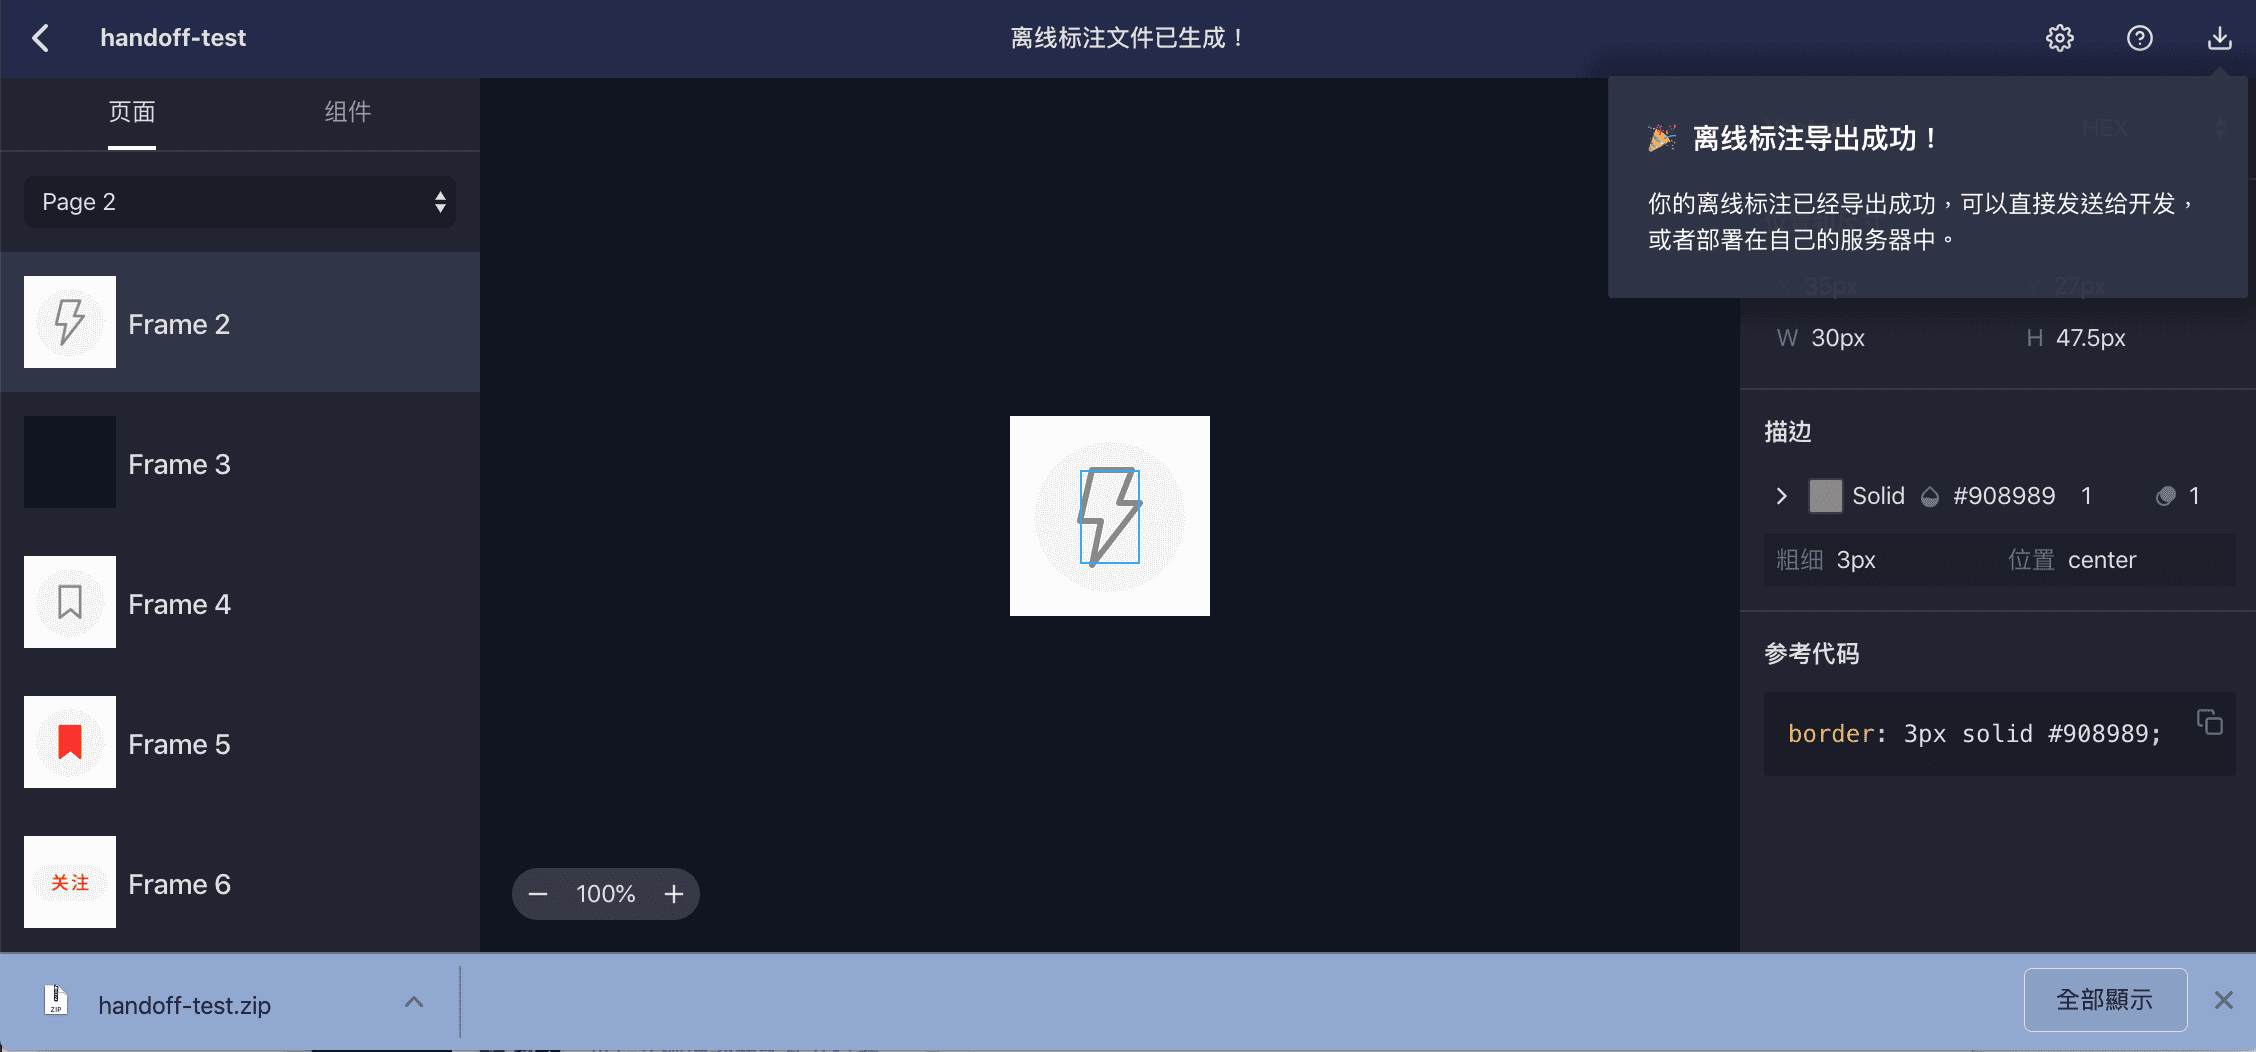 handoff-test
离线标注文件已生成！
页面
组件
Page 2
Frame 2
Frame 3
Frame 4
Frame 5
关注
Frame 6
100%
HEX
离线标注导出成功！
你的离线标注已经导出成功，可以直接发送给开发，
或者部署在自己的服务器中。
X 35px
27px
W 30px
H 47.5px
描边
Solid #908989 1 1
粗细 3px
位置 center
参考代码
border: 3px solid #908989;
ZIP
handoff-test.zip
全部顯示